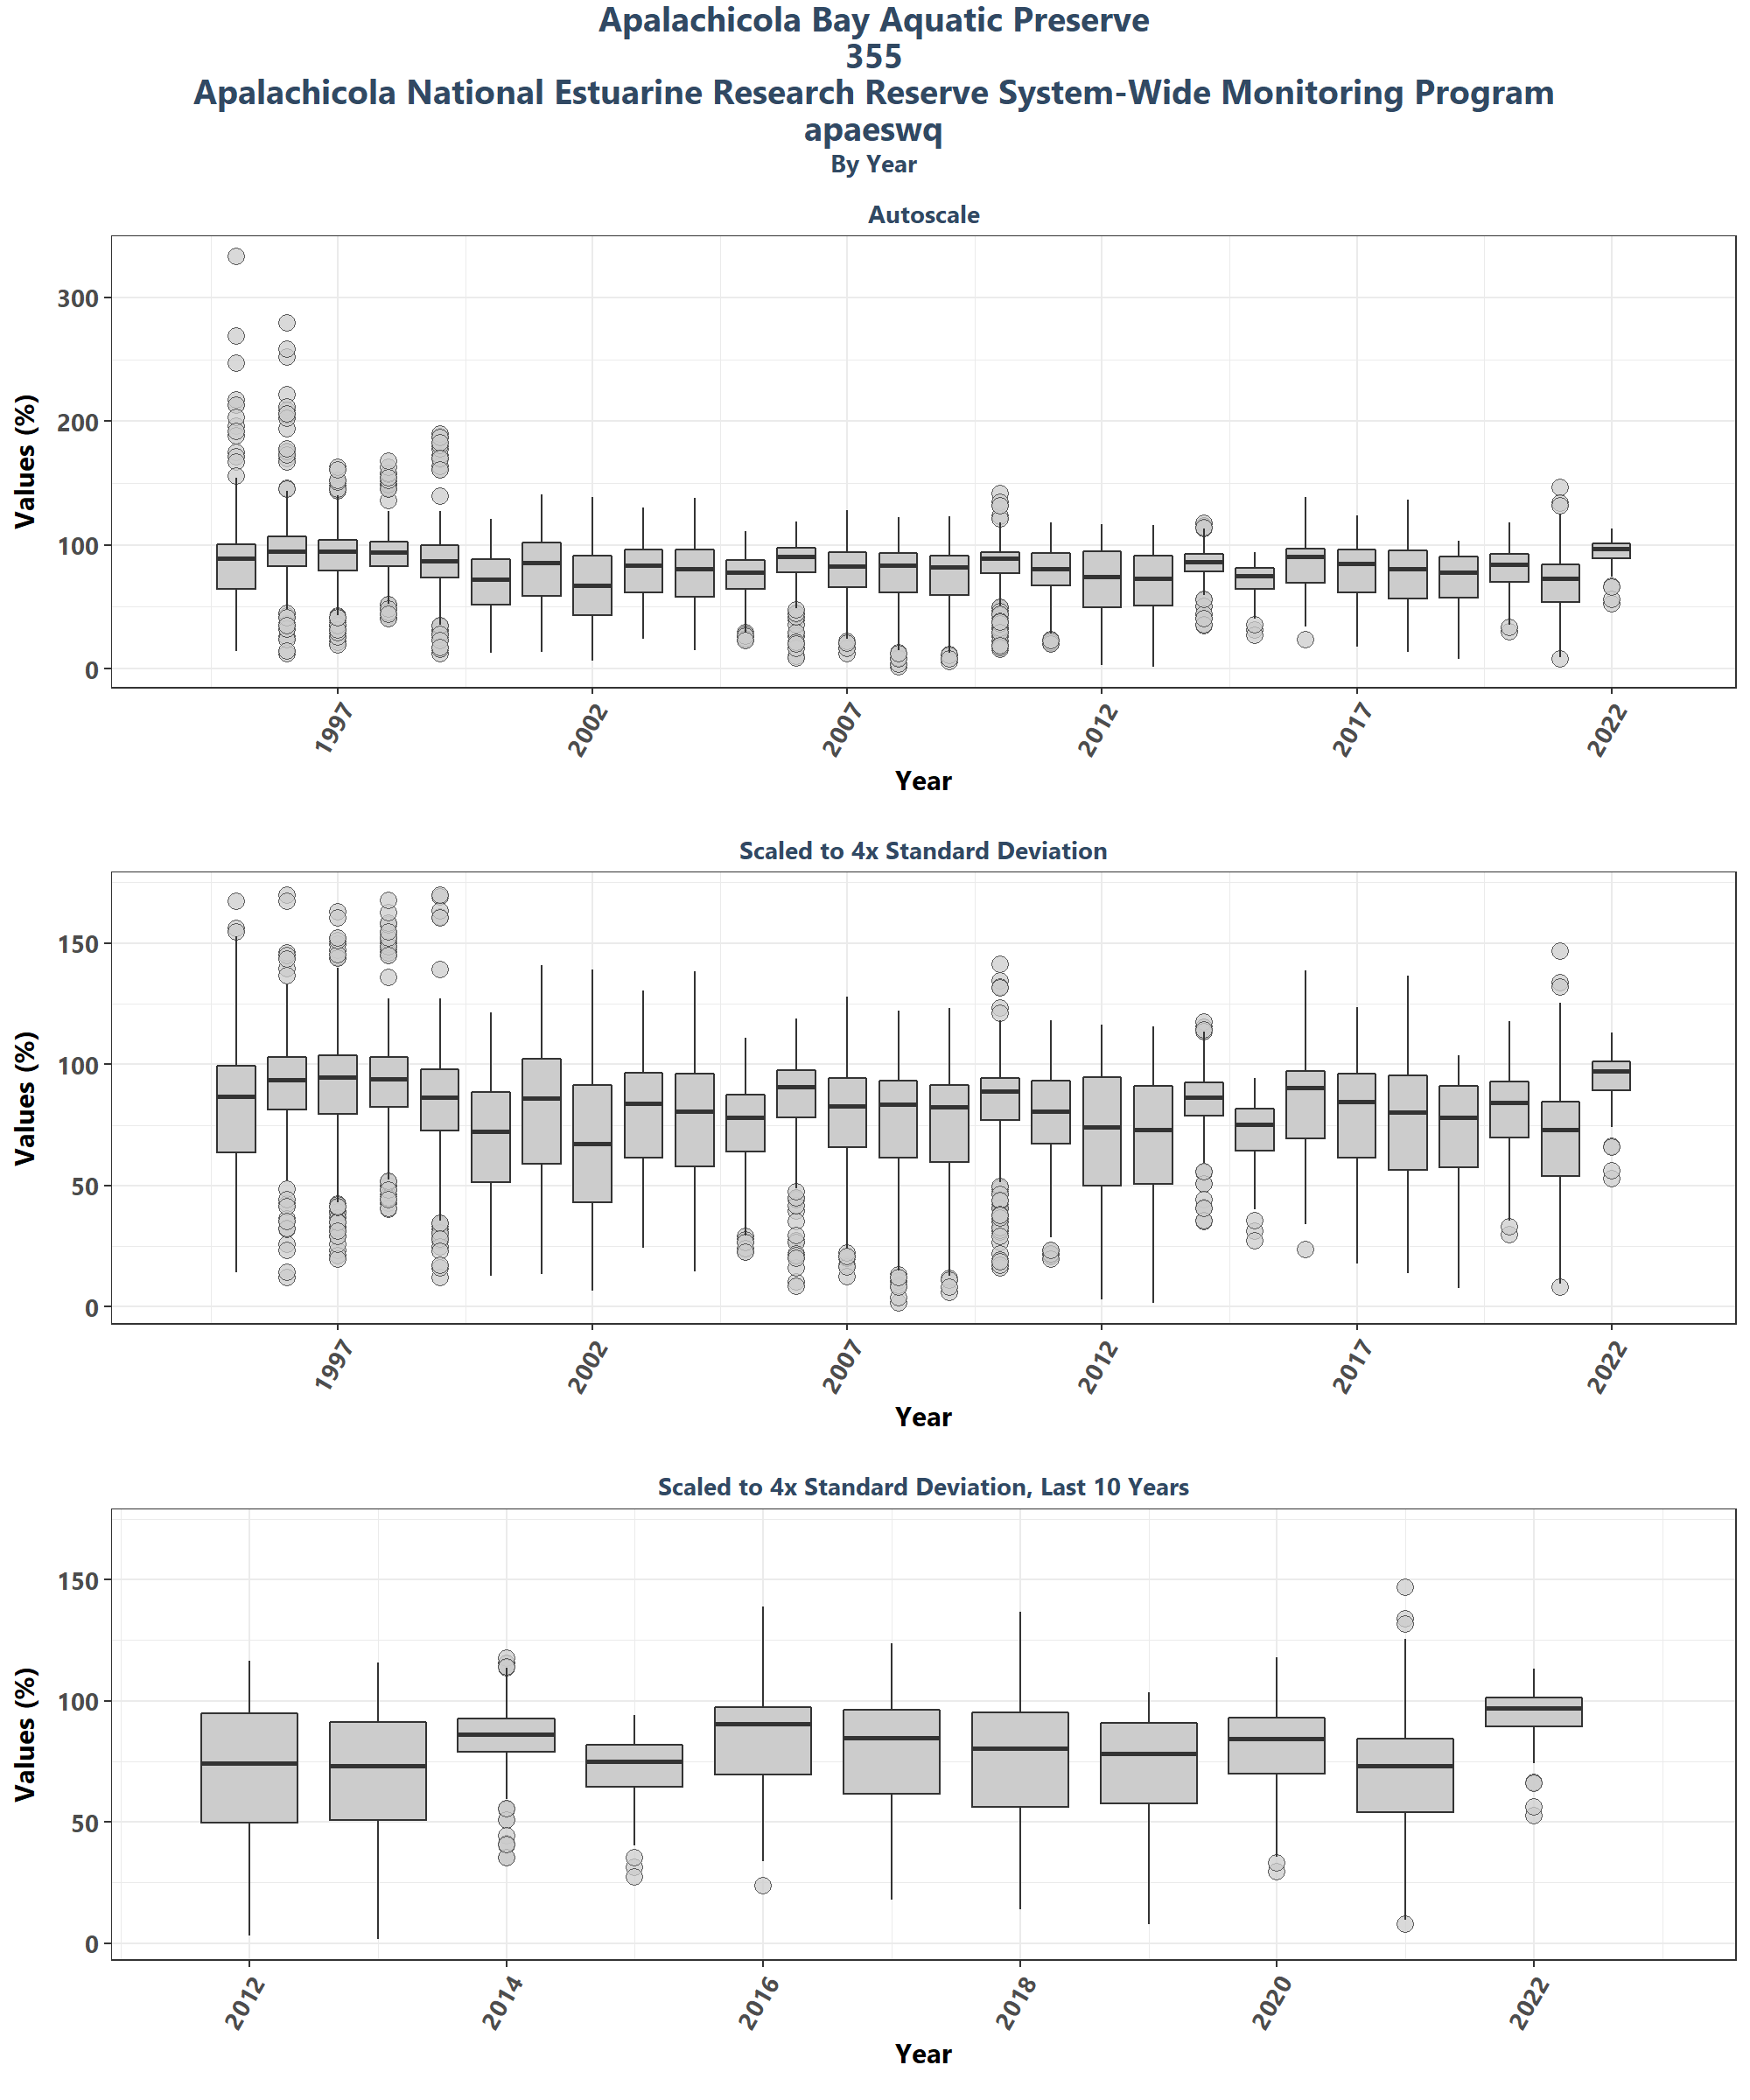 Apalachicola Bay Aquatic Preserve
355
Apalachicola National Estuarine Research Reserve System-Wide Monitoring Program
apaeswq
By Year
Autoscale
Values (%)
300
200
100
0
1997 2002 2007 2012 2017 2022
Year
Scaled to 4x Standard Deviation
Values (%)
150
100
50
0
1997 2002 2007 2012 2017 2022
Year
Scaled to 4x Standard Deviation, Last 10 Years
Values (%)
150
100
50
0
2012 2014 2016 2018 2020 2022
Year